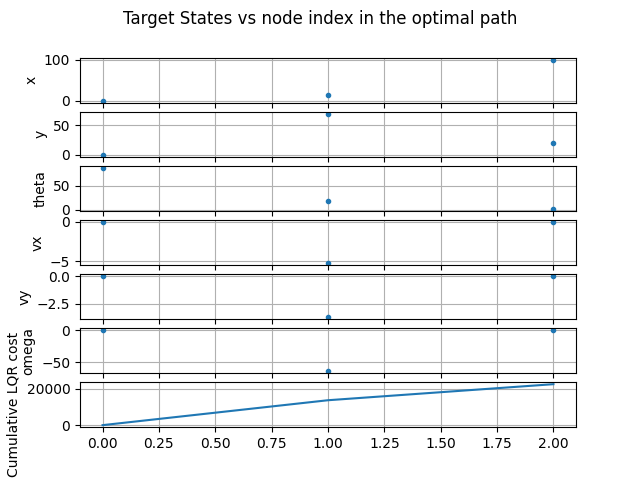 Target States vs node index in the optimal path
100
0
x
50
0
y
50
0
theta
0
−5
vx
0.0
−2.5
vy
0
−50
omega
20000
0
Cumulative LQR cost
0.00 0.25 0.50 0.75 1.00 1.25 1.50 1.75 2.00